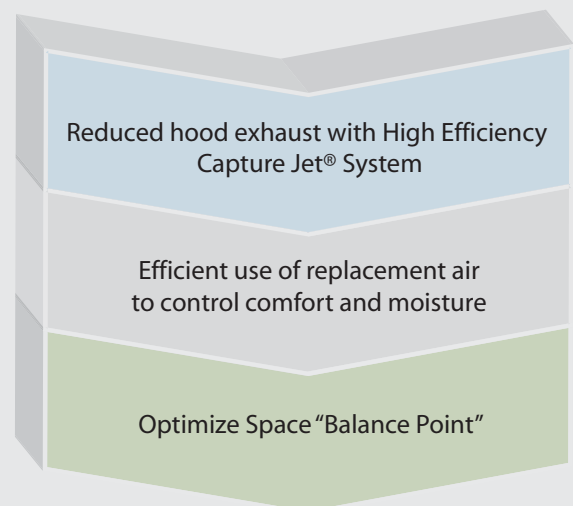 Reduced hood exhaust with High Efficiency
Capture Jet® System
Efficient use of replacement air
to control comfort and moisture
Optimize Space “Balance Point”